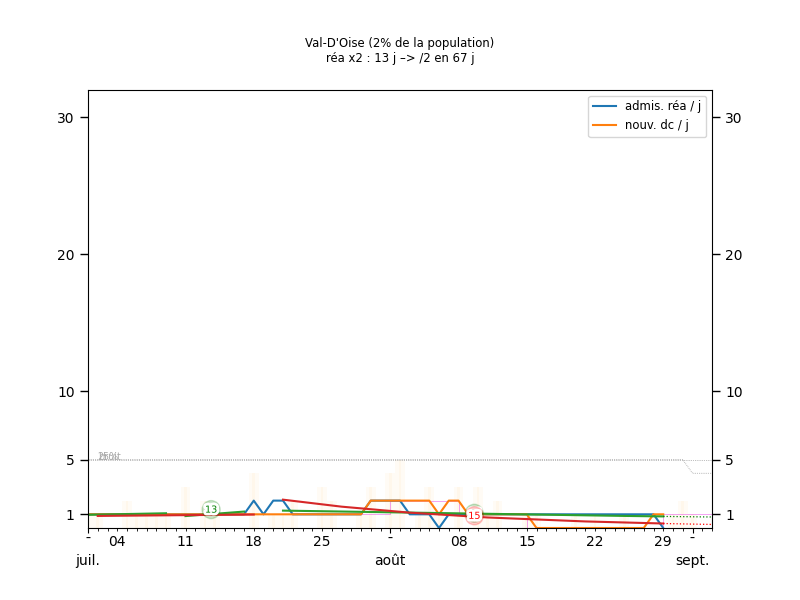 Val-D'Oise (2% de la population)
réa x2 : 13 j –> /2 en 67 j
admis. réa / j
nouv. dc / j
30 30
20 20
10 10
5 5
1 1
13
15
- 04 11 18 25 - 08 15 22 29 -
juil. août sept.